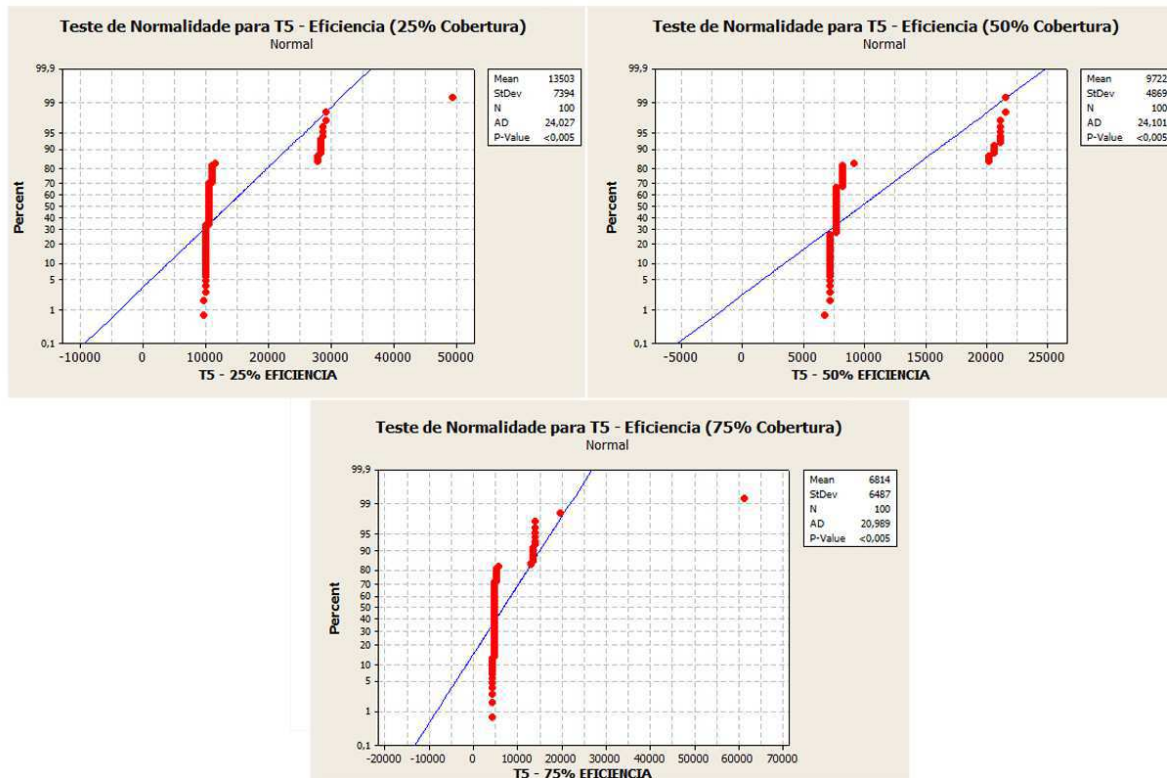 Teste de Normalidade para T5 - Eficiencia (25% Cobertura)
Normal
99,9
99
95
90
80
70
60
50
40
30
20
10
5
1
0,1
Percent
-10000 0 10000 20000 30000 40000 50000
T5 - 25% EFICIENCIA
Mean 13503
StDev 7394
N 100
AD 24,027
P-Value <0,005
Teste de Normalidade para T5 - Eficiencia (50% Cobertura)
Normal
99,9
99
95
90
80
70
60
50
40
30
20
10
5
1
0,1
Percent
-5000 0 5000 10000 15000 20000 25000
T5 - 50% EFICIENCIA
Mean 9722
StDev 4869
N 100
AD 24,101
P-Value <0,005
Teste de Normalidade para T5 - Eficiencia (75% Cobertura)
Normal
99,9
99
95
90
80
70
60
50
40
30
20
10
5
1
0,1
Percent
-20000 -10000 0 10000 20000 30000 40000 50000 60000 70000
T5 - 75% EFICIENCIA
Mean 6814
StDev 6487
N 100
AD 20,989
P-Value <0,005